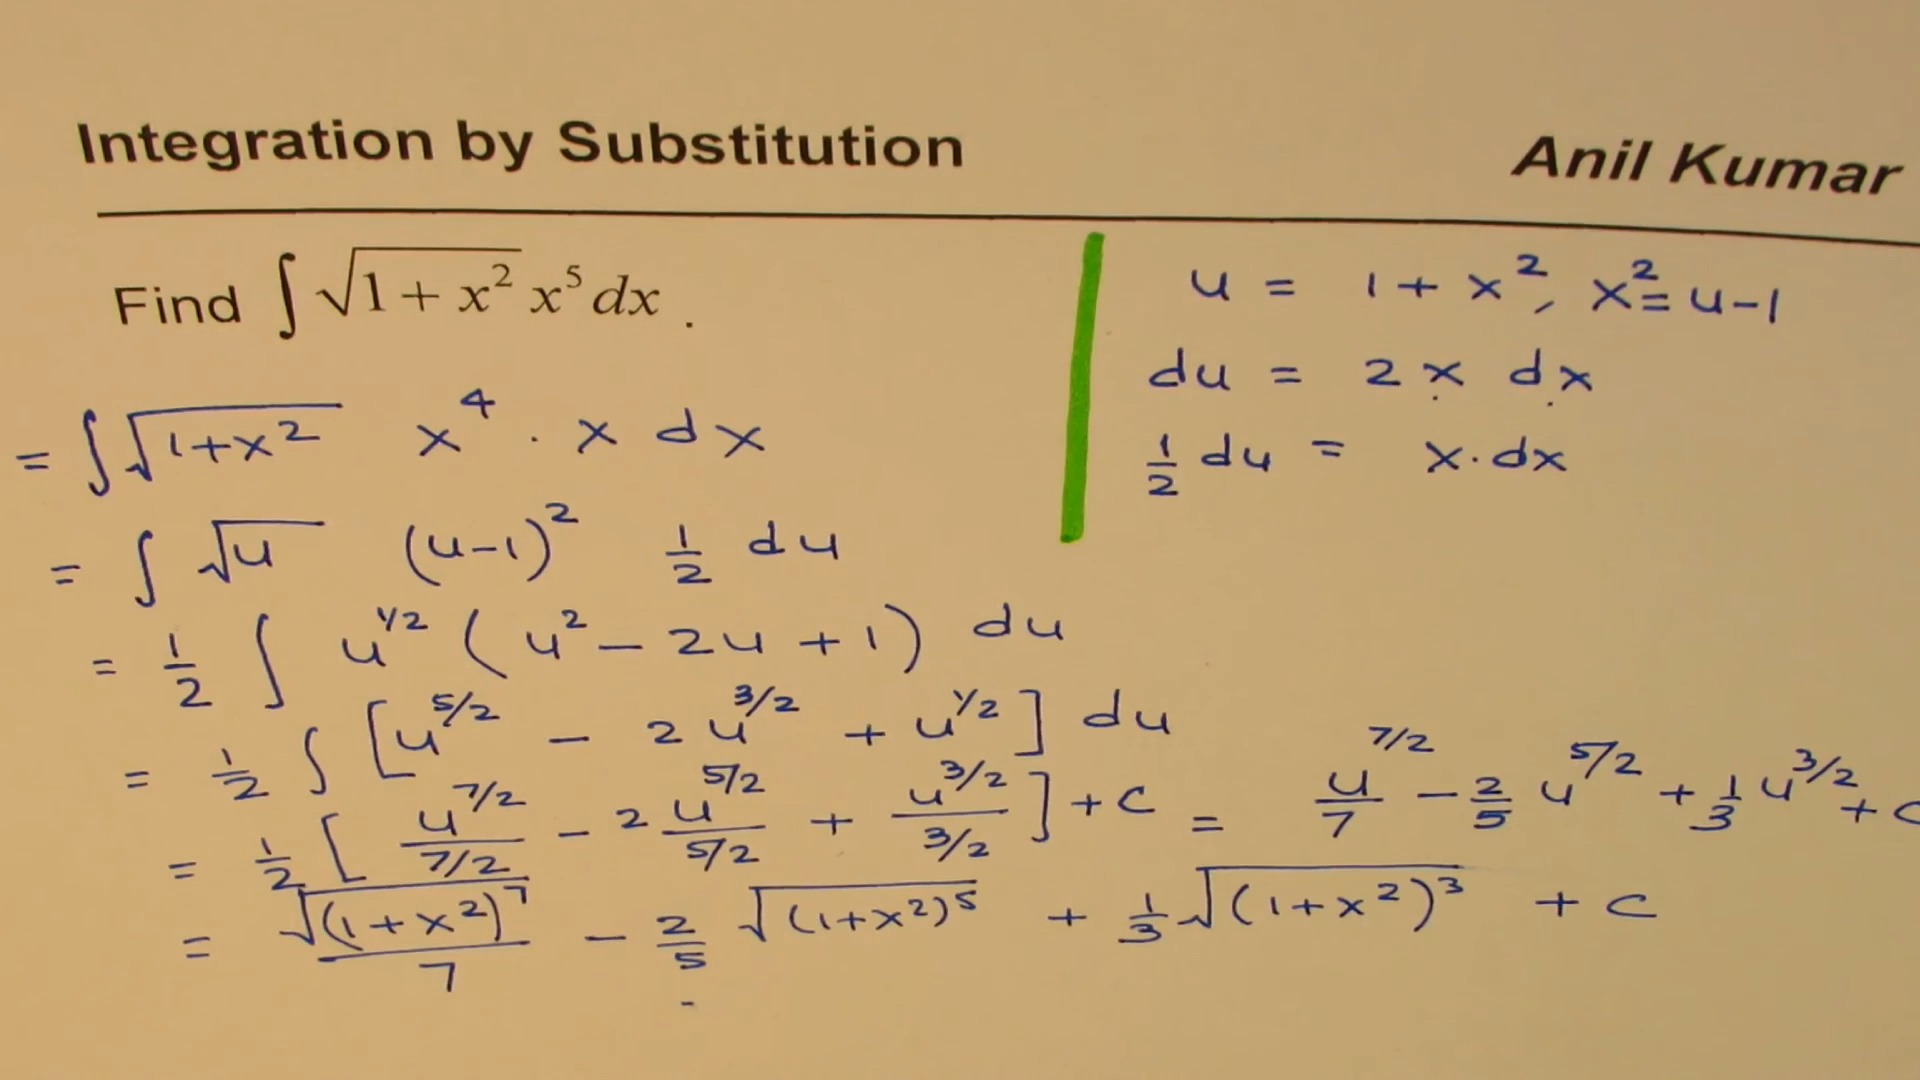 Integration by Substitution
Anil Kumar
Find ∫ √(1 + x²) x⁵ dx .
= ∫ √(1+x²) x⁴ · x dx
= ∫ √u (u-1)² 1/2 du
= 1/2 ∫ u^1/2 ( u² - 2u + 1) du
= 1/2 ∫ [u^5/2 - 2 u^3/2 + u^1/2] du
= 1/2 [ u^7/2 / 7/2 - 2 u^5/2 / 5/2 + u^3/2 / 3/2 ] + c = u^7/2 / 7 - 2/5 u^5/2 + 1/3 u^3/2 + c
= √((1+x²)⁷) / 7 - 2/5 √((1+x²)⁵) + 1/3 √((1+x²)³) + c
u = 1 + x², x² = u-1
du = 2 x dx
1/2 du = x · dx